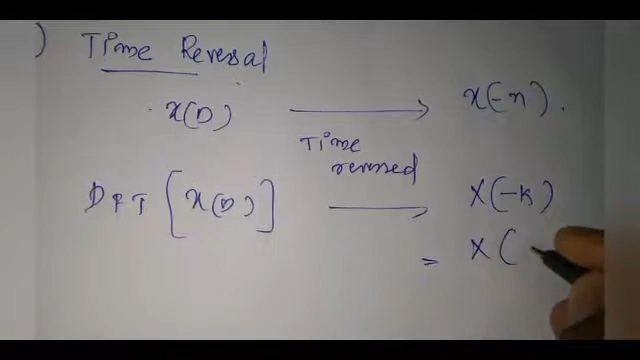 ) Time Reversal
x(n) → x(-n).
Time
reversed
DFT [x(n)] → X(-k)
= X(